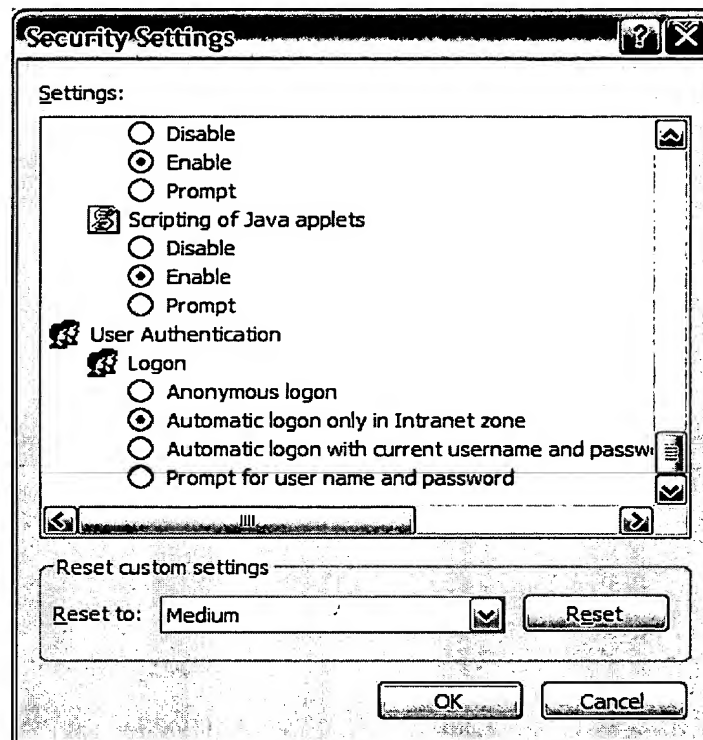 Security Settings
Settings:
Disable
Enable
Prompt
Scripting of Java applets
Disable
Enable
Prompt
User Authentication
Logon
Anonymous logon
Automatic logon only in Intranet zone
Automatic logon with current username and passw
Prompt for user name and password
Reset custom settings
Reset to: Medium Reset
OK Cancel